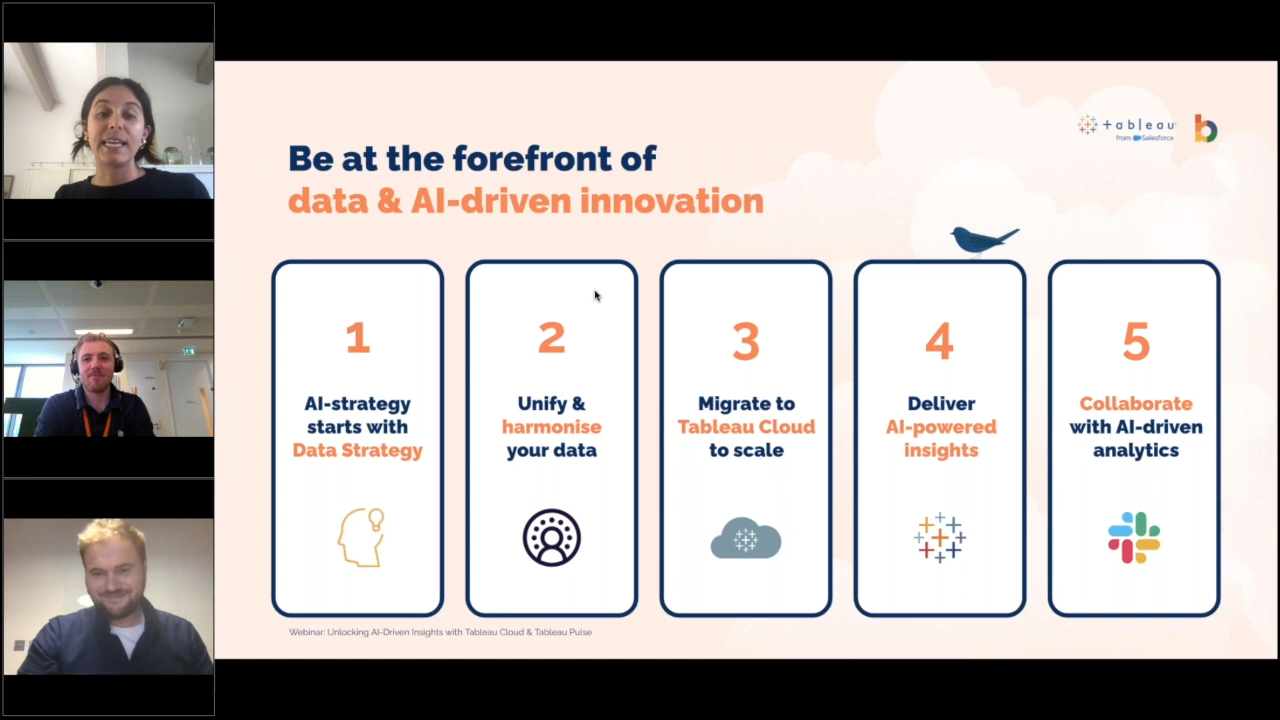 Be at the forefront of
data & AI-driven innovation
+ableau
from Salesforce
b
1
AI-strategy
starts with
Data Strategy
2
Unify &
harmonise
your data
3
Migrate to
Tableau Cloud
to scale
4
Deliver
AI-powered
insights
5
Collaborate
with AI-driven
analytics
Webinar: Unlocking AI-Driven Insights with Tableau Cloud & Tableau Pulse